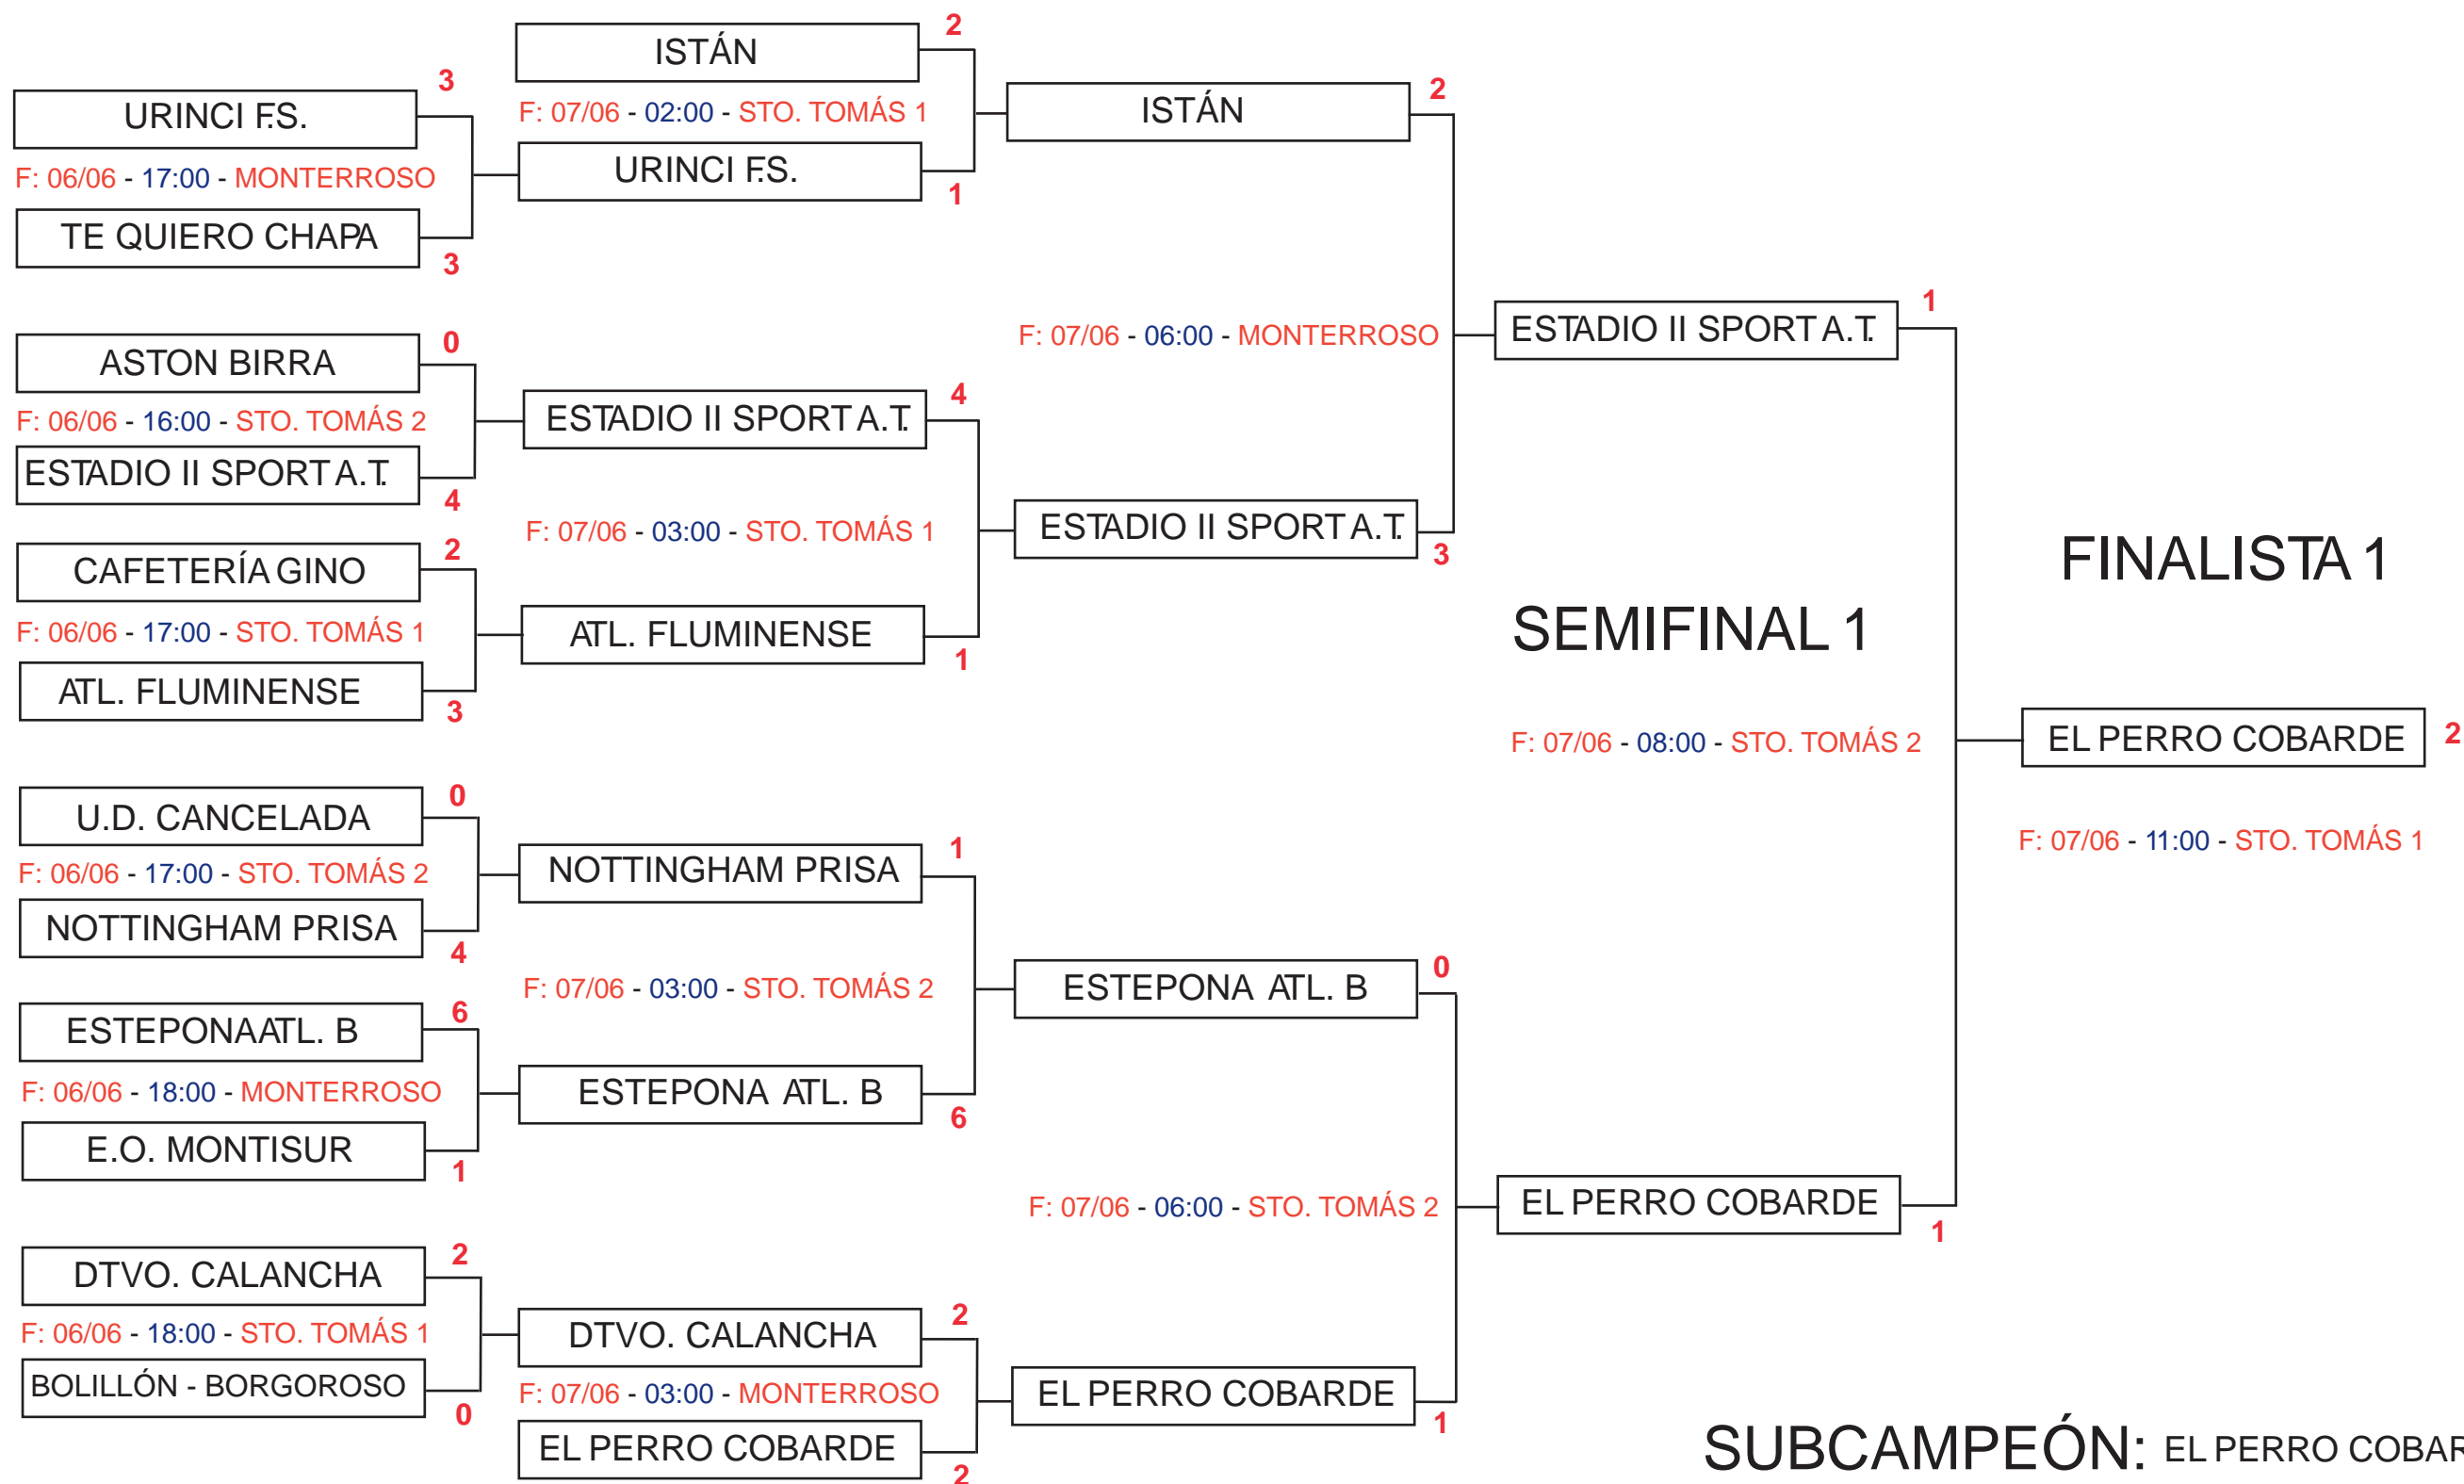 URINCI F.S.
3
F: 06/06 - 17:00 - MONTERROSO
TE QUIERO CHAPA
3
ASTON BIRRA
0
F: 06/06 - 16:00 - STO. TOMÁS 2
ESTADIO II SPORT A.T.
4
CAFETERÍA GINO
2
F: 06/06 - 17:00 - STO. TOMÁS 1
ATL. FLUMINENSE
3
U.D. CANCELADA
0
F: 06/06 - 17:00 - STO. TOMÁS 2
NOTTINGHAM PRISA
4
ESTEPONA ATL. B
6
F: 06/06 - 18:00 - MONTERROSO
E.O. MONTISUR
1
DTVO. CALANCHA
2
F: 06/06 - 18:00 - STO. TOMÁS 1
BOLILLÓN - BORGOROSO
0
ISTÁN
2
F: 07/06 - 02:00 - STO. TOMÁS 1
URINCI F.S.
1
ESTADIO II SPORT A.T.
4
F: 07/06 - 03:00 - STO. TOMÁS 1
ATL. FLUMINENSE
1
NOTTINGHAM PRISA
1
F: 07/06 - 03:00 - STO. TOMÁS 2
ESTEPONA ATL. B
6
DTVO. CALANCHA
2
F: 07/06 - 03:00 - MONTERROSO
EL PERRO COBARDE
2
ISTÁN
2
F: 07/06 - 06:00 - MONTERROSO
ESTADIO II SPORT A.T.
3
ESTEPONA ATL. B
0
F: 07/06 - 06:00 - STO. TOMÁS 2
EL PERRO COBARDE
1
ESTADIO II SPORT A.T.
1
SEMIFINAL 1
F: 07/06 - 08:00 - STO. TOMÁS 2
EL PERRO COBARDE
1
FINALISTA 1
EL PERRO COBARDE
2
F: 07/06 - 11:00 - STO. TOMÁS 1
SUBCAMPEÓN: EL PERRO